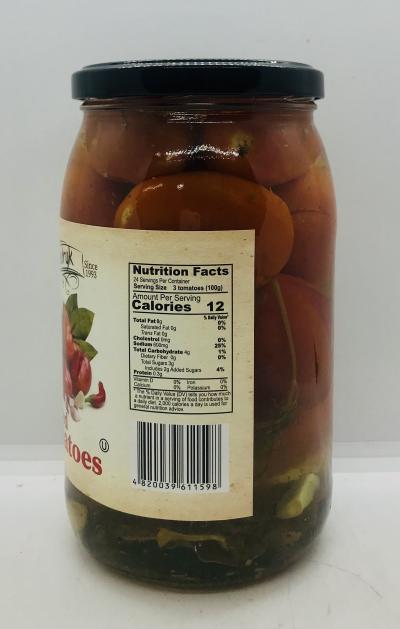 Since
1993
Nutrition Facts
24 Servings Per Container
Serving Size 3 tomatoes (100g)
Amount Per Serving
Calories 12
% Daily Value*
Total Fat 0g 0%
Saturated Fat 0g 0%
Trans Fat 0g
Cholestrol 0mg 0%
Sodium 600mg 25%
Total Carbohydrate 4g 1%
Dietary Fiber 0g 0%
Total Sugars 3g
Includes 2g Added Sugars 4%
Protein 0.3g
Vitamin D 0% Iron 0%
Calcium 0% Potassium 0%
*The % Daily Value (DV) tells you how much
a nutrient in a serving of food contributes to
a daily diet. 2,000 calories a day is used for
general nutrition advice.
U
atoes
4 820039 611598